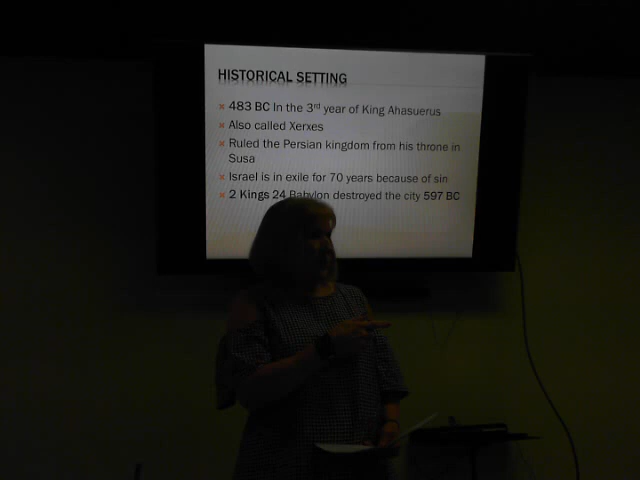 HISTORICAL SETTING
483 BC In the 3rd year of King Ahasuerus
Also called Xerxes
Ruled the Persian kingdom from his throne in
Susa
Israel is in exile for 70 years because of sin
2 Kings 24 Babylon destroyed the city 597 BC